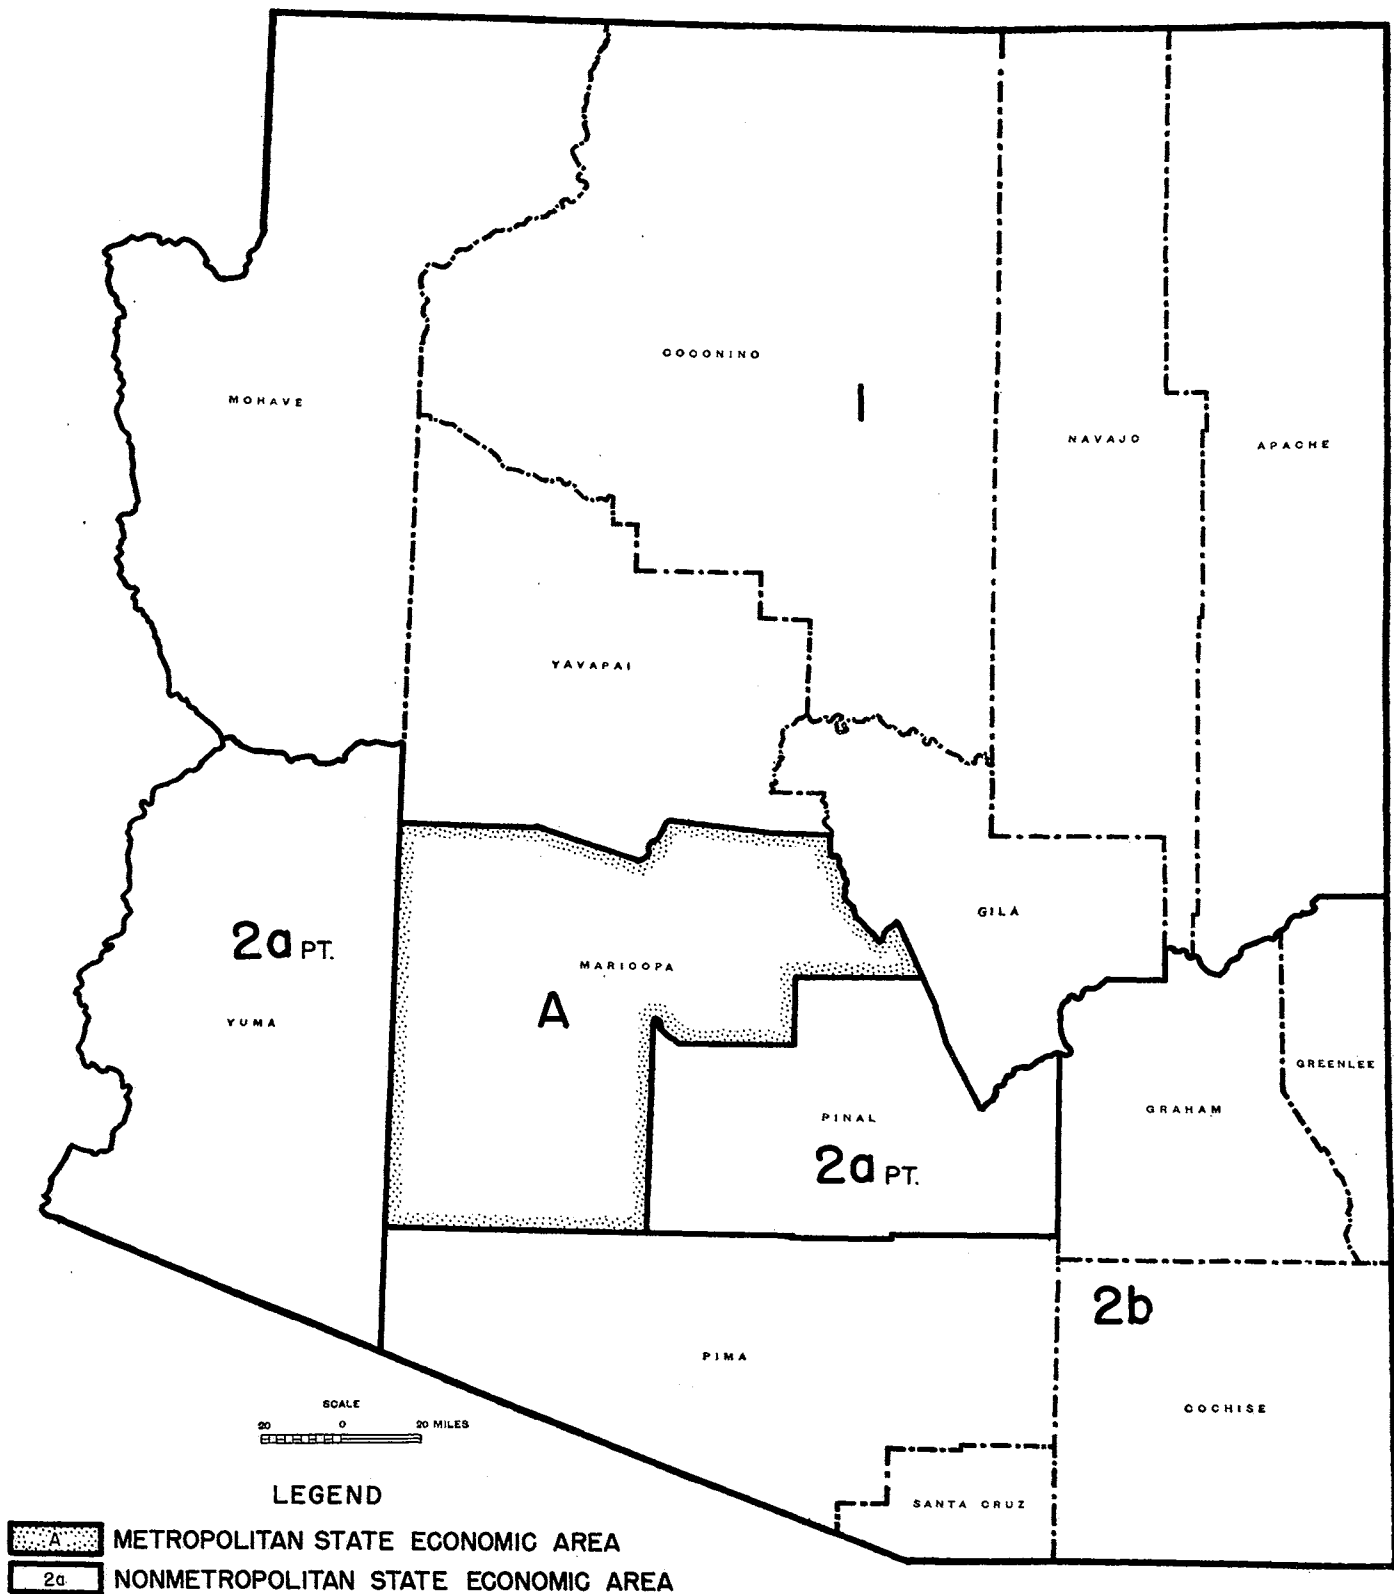 COCONINO
I
MOHAVE
NAVAJO
APACHE
YAVAPAI
GILA
2a PT.
MARICOPA
A
YUMA
GREENLEE
GRAHAM
PINAL
2a PT.
2b
PIMA
COCHISE
SANTA CRUZ
SCALE
20 0 20 MILES
LEGEND
A METROPOLITAN STATE ECONOMIC AREA
2a NONMETROPOLITAN STATE ECONOMIC AREA